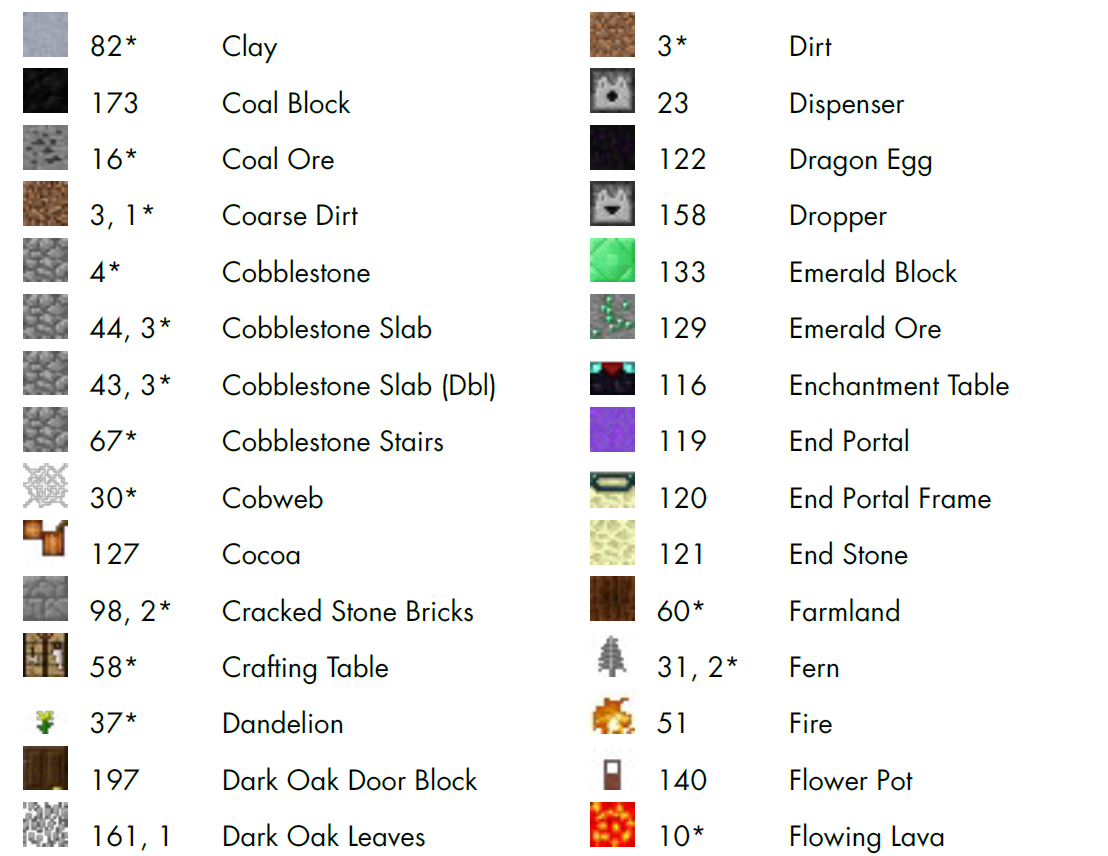 82* Clay
173 Coal Block
16* Coal Ore
3, 1* Coarse Dirt
4* Cobblestone
44, 3* Cobblestone Slab
43, 3* Cobblestone Slab (Dbl)
67* Cobblestone Stairs
30* Cobweb
127 Cocoa
98, 2* Cracked Stone Bricks
58* Crafting Table
37* Dandelion
197 Dark Oak Door Block
161, 1 Dark Oak Leaves
3* Dirt
23 Dispenser
122 Dragon Egg
158 Dropper
133 Emerald Block
129 Emerald Ore
116 Enchantment Table
119 End Portal
120 End Portal Frame
121 End Stone
60* Farmland
31, 2* Fern
51 Fire
140 Flower Pot
10* Flowing Lava